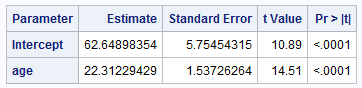 Parameter Estimate Standard Error t Value Pr > |t|
Intercept 62.64898354 5.75454315 10.89 <.0001
age 22.31229429 1.53726264 14.51 <.0001